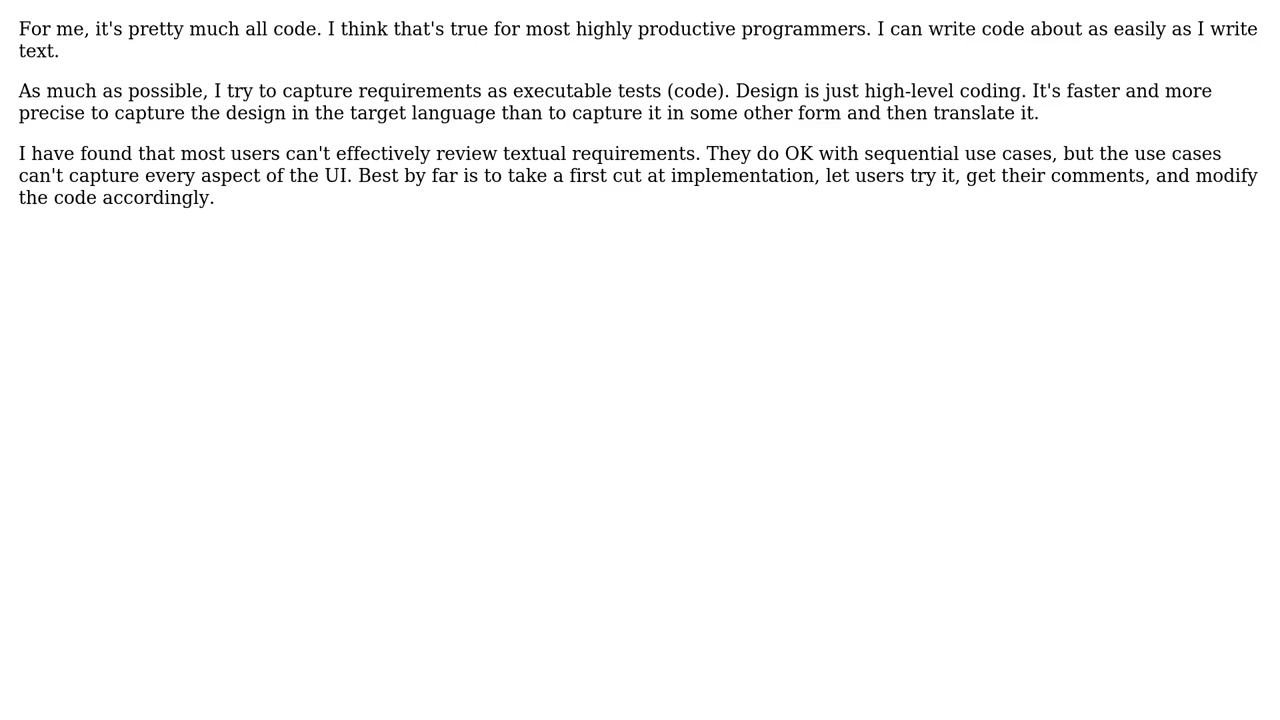 For me, it's pretty much all code. I think that's true for most highly productive programmers. I can write code about as easily as I write
text.
As much as possible, I try to capture requirements as executable tests (code). Design is just high-level coding. It's faster and more
precise to capture the design in the target language than to capture it in some other form and then translate it.
I have found that most users can't effectively review textual requirements. They do OK with sequential use cases, but the use cases
can't capture every aspect of the UI. Best by far is to take a first cut at implementation, let users try it, get their comments, and modify
the code accordingly.